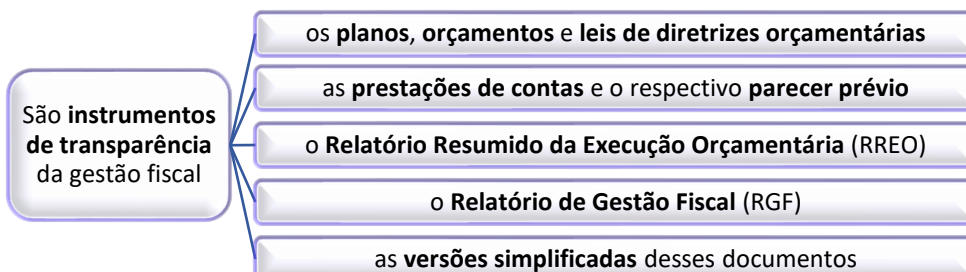 São instrumentos
de transparência
da gestão fiscal
os planos, orçamentos e leis de diretrizes orçamentárias
as prestações de contas e o respectivo parecer prévio
o Relatório Resumido da Execução Orçamentária (RREO)
o Relatório de Gestão Fiscal (RGF)
as versões simplificadas desses documentos